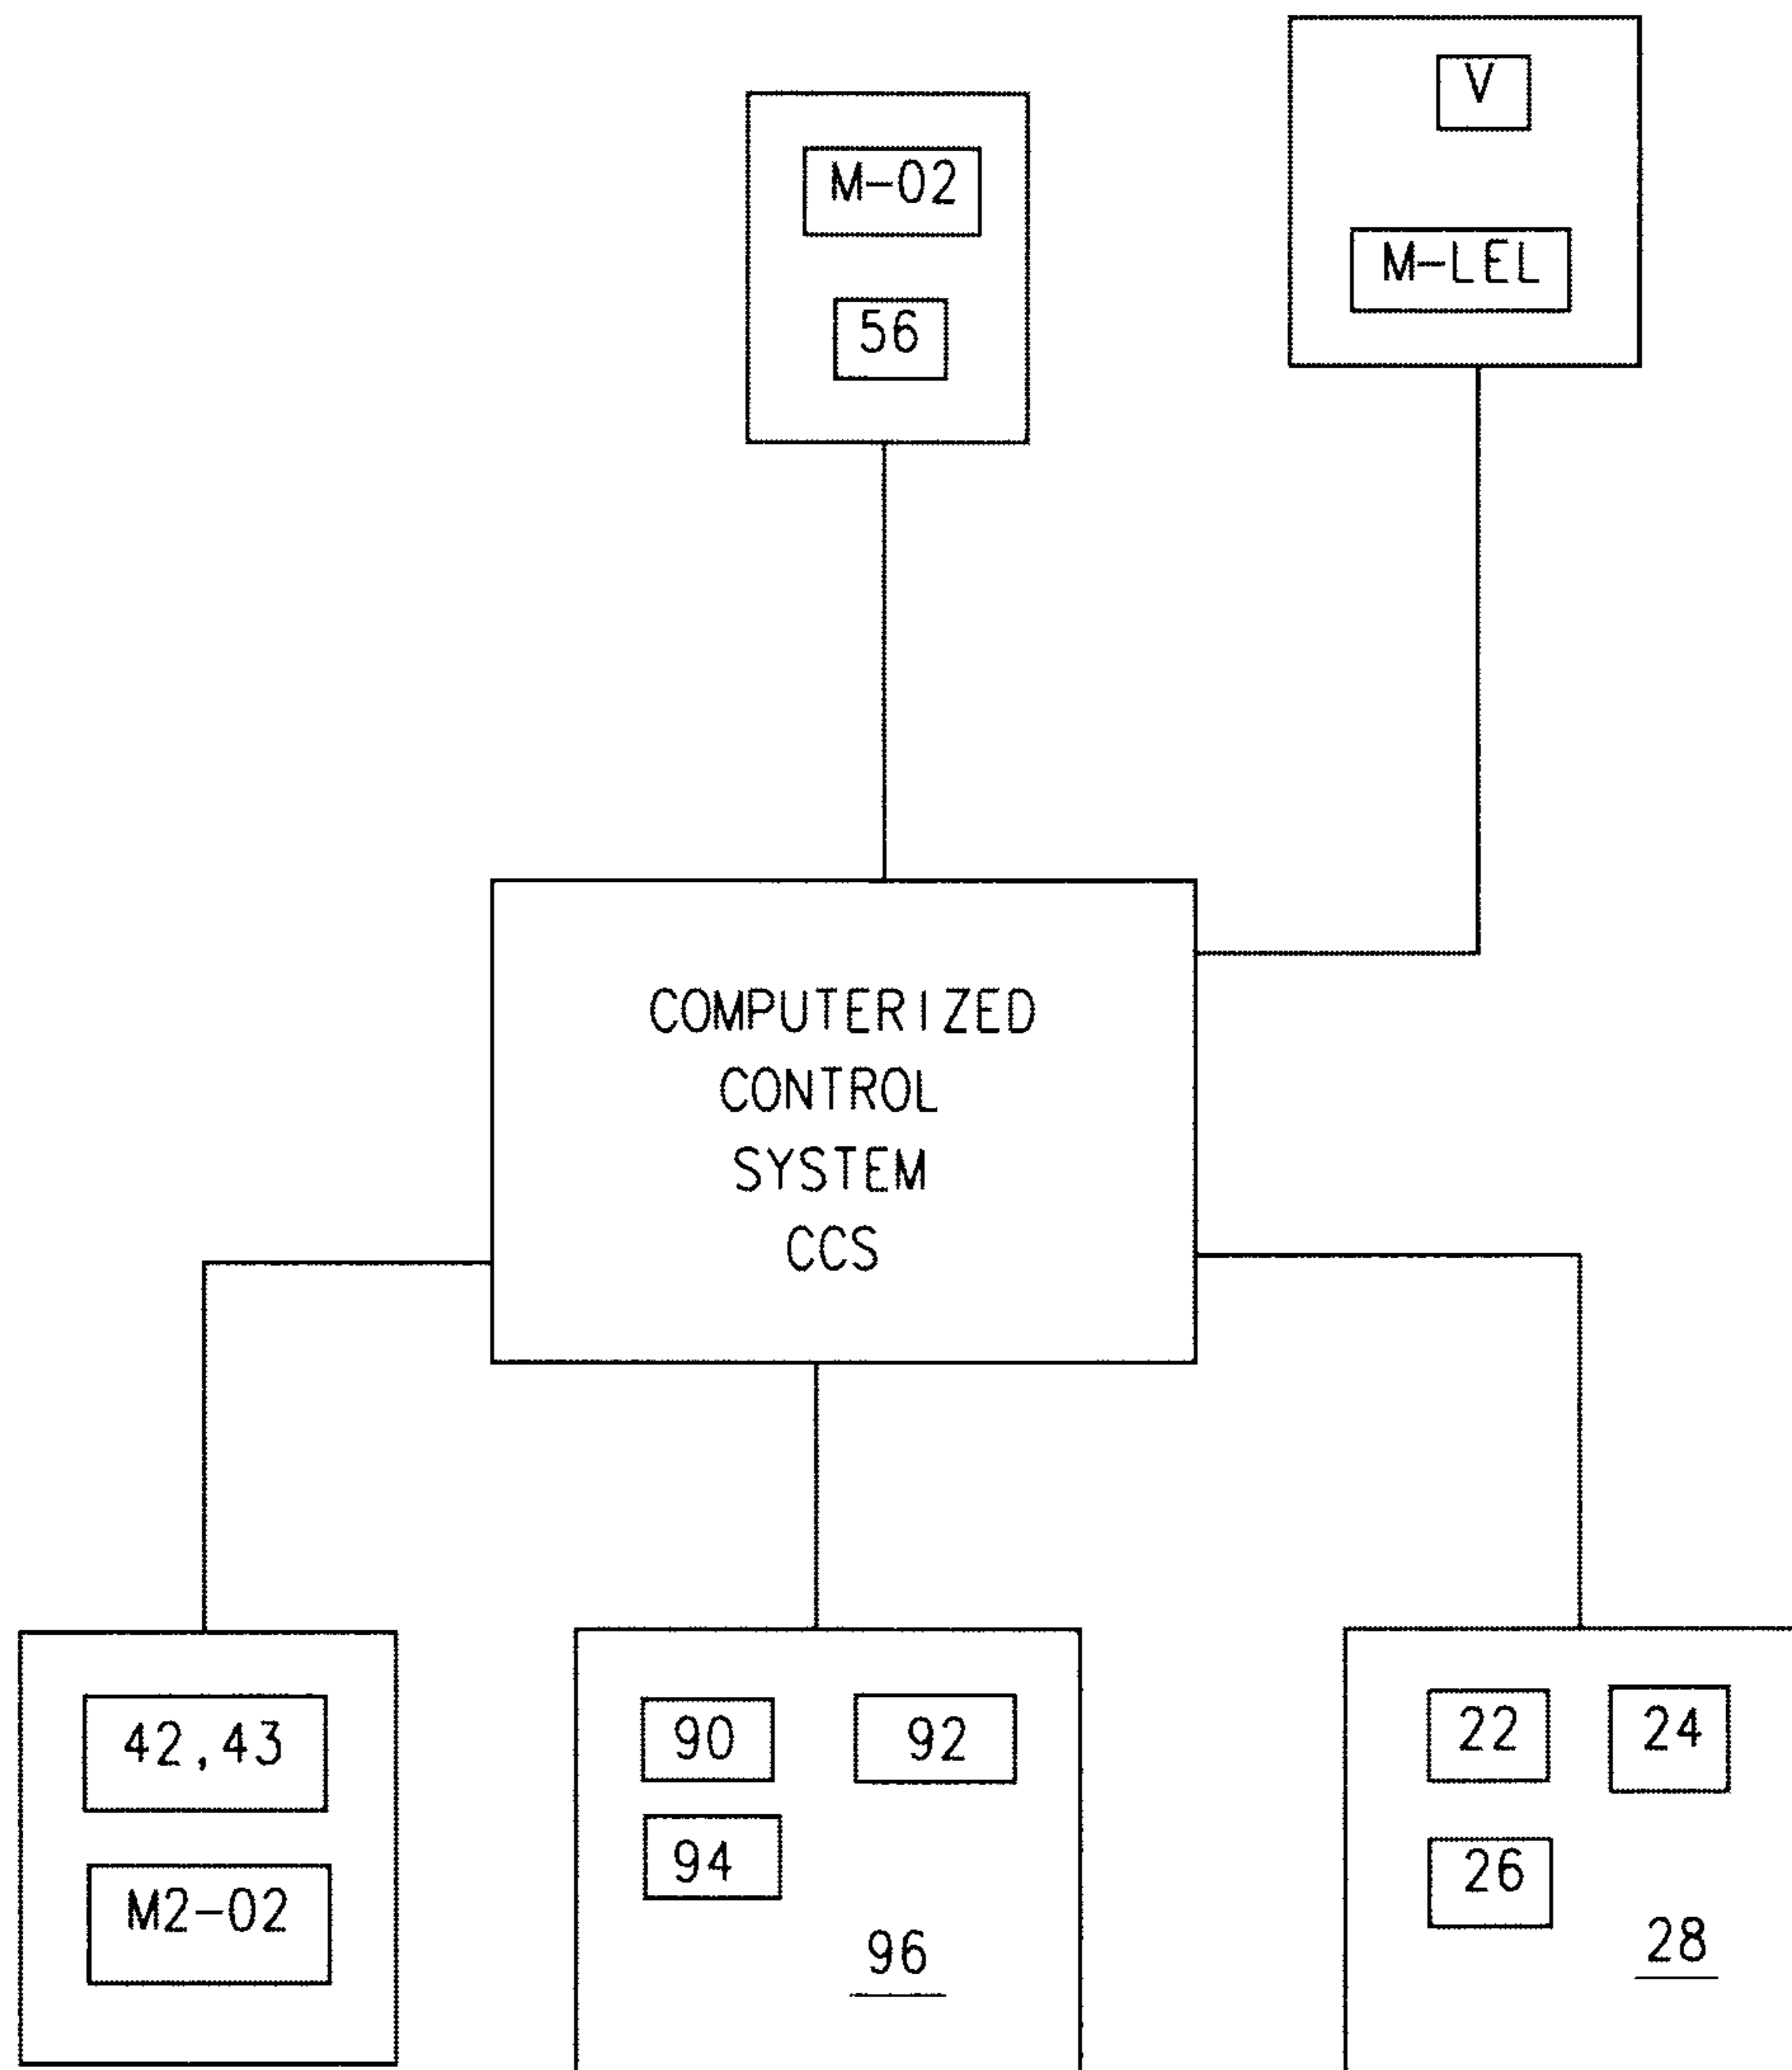 V
M-02
M-LEL
56
COMPUTERIZED
CONTROL
SYSTEM
CCS
42,43
M2-02
90
92
94
96
22
24
26
28